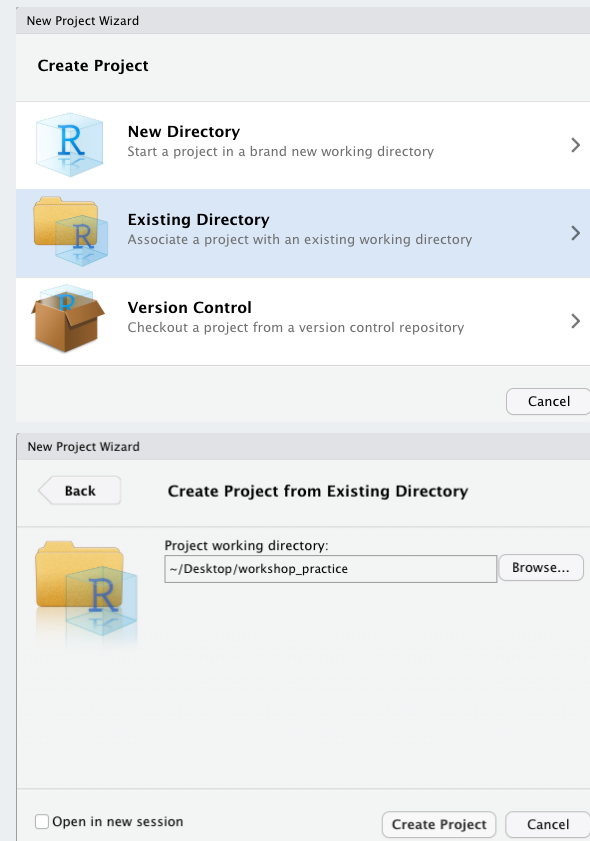 New Project Wizard
Create Project
R
New Directory
Start a project in a brand new working directory
R
Existing Directory
Associate a project with an existing working directory
R
Version Control
Checkout a project from a version control repository
Cancel
New Project Wizard
Back
Create Project from Existing Directory
R
Project working directory:
~/Desktop/workshop_practice
Browse...
Open in new session
Create Project
Cancel